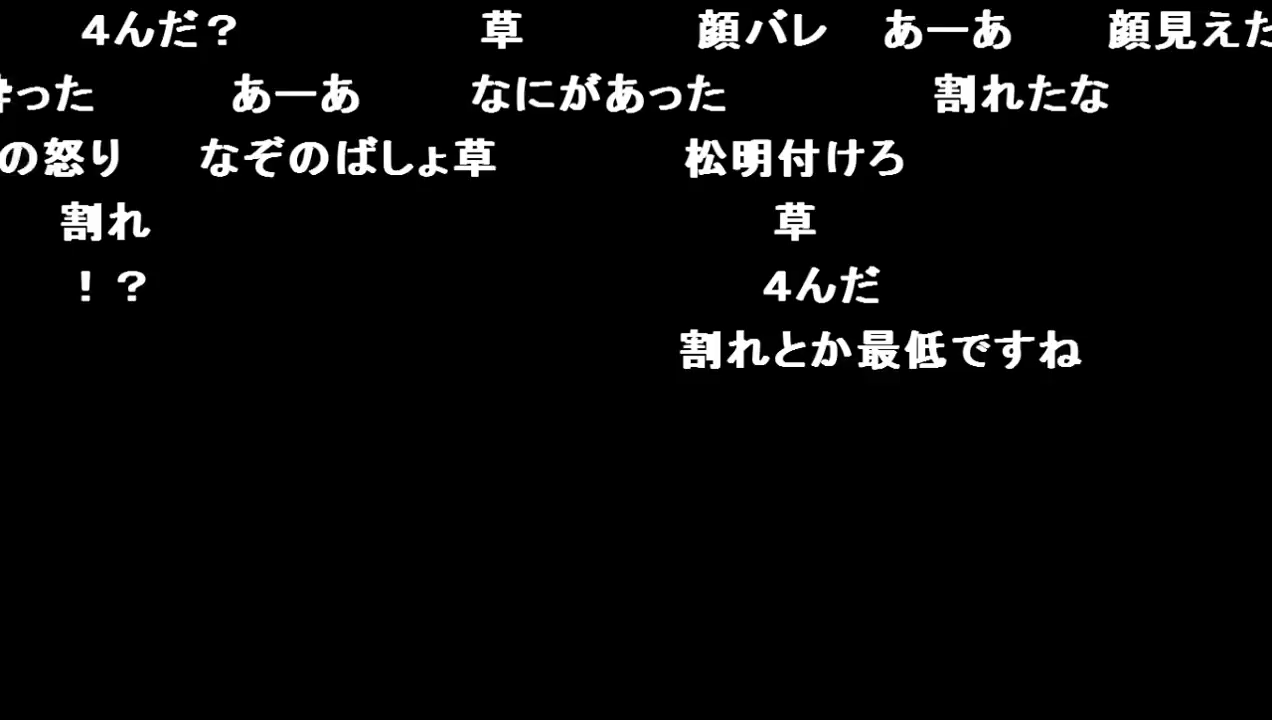 4んだ？ 草 顔バレ あーあ 顔見えた
った あーあ なにがあった 割れたな
の怒り なぞのばしょ草 松明付けろ
割れ 草
！？ 4んだ
割れとか最低ですね